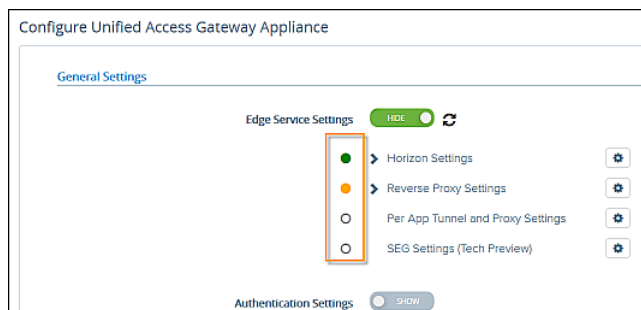 Configure Unified Access Gateway Appliance
General Settings
Edge Service Settings HIDE
Horizon Settings
Reverse Proxy Settings
Per App Tunnel and Proxy Settings
SEG Settings (Tech Preview)
Authentication Settings SHOW